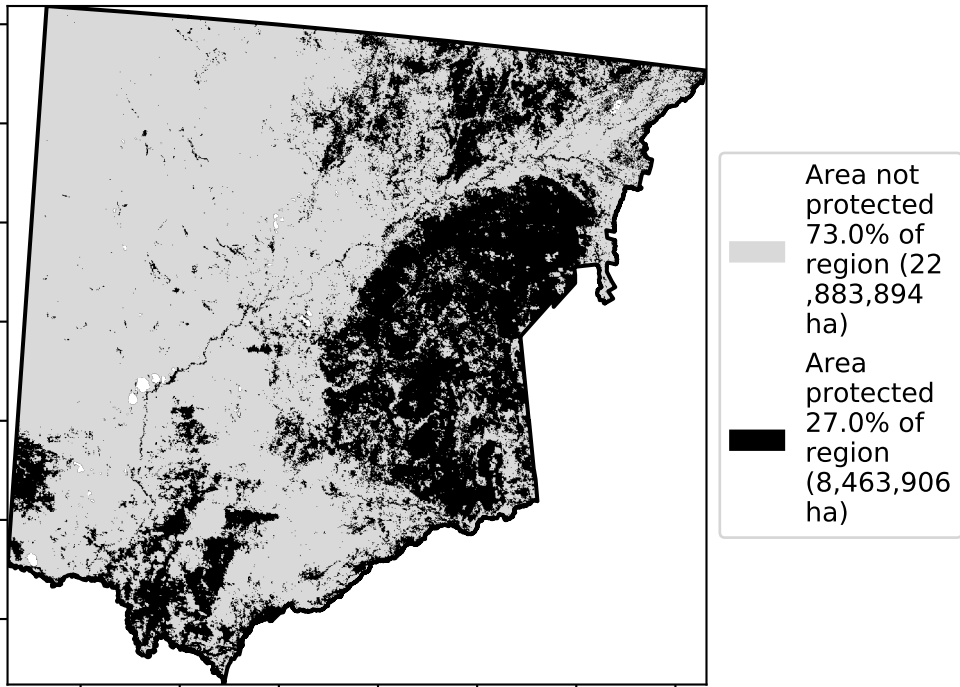 Area not
protected
73.0% of
region (22
,883,894
ha)
Area
protected
27.0% of
region
(8,463,906
ha)